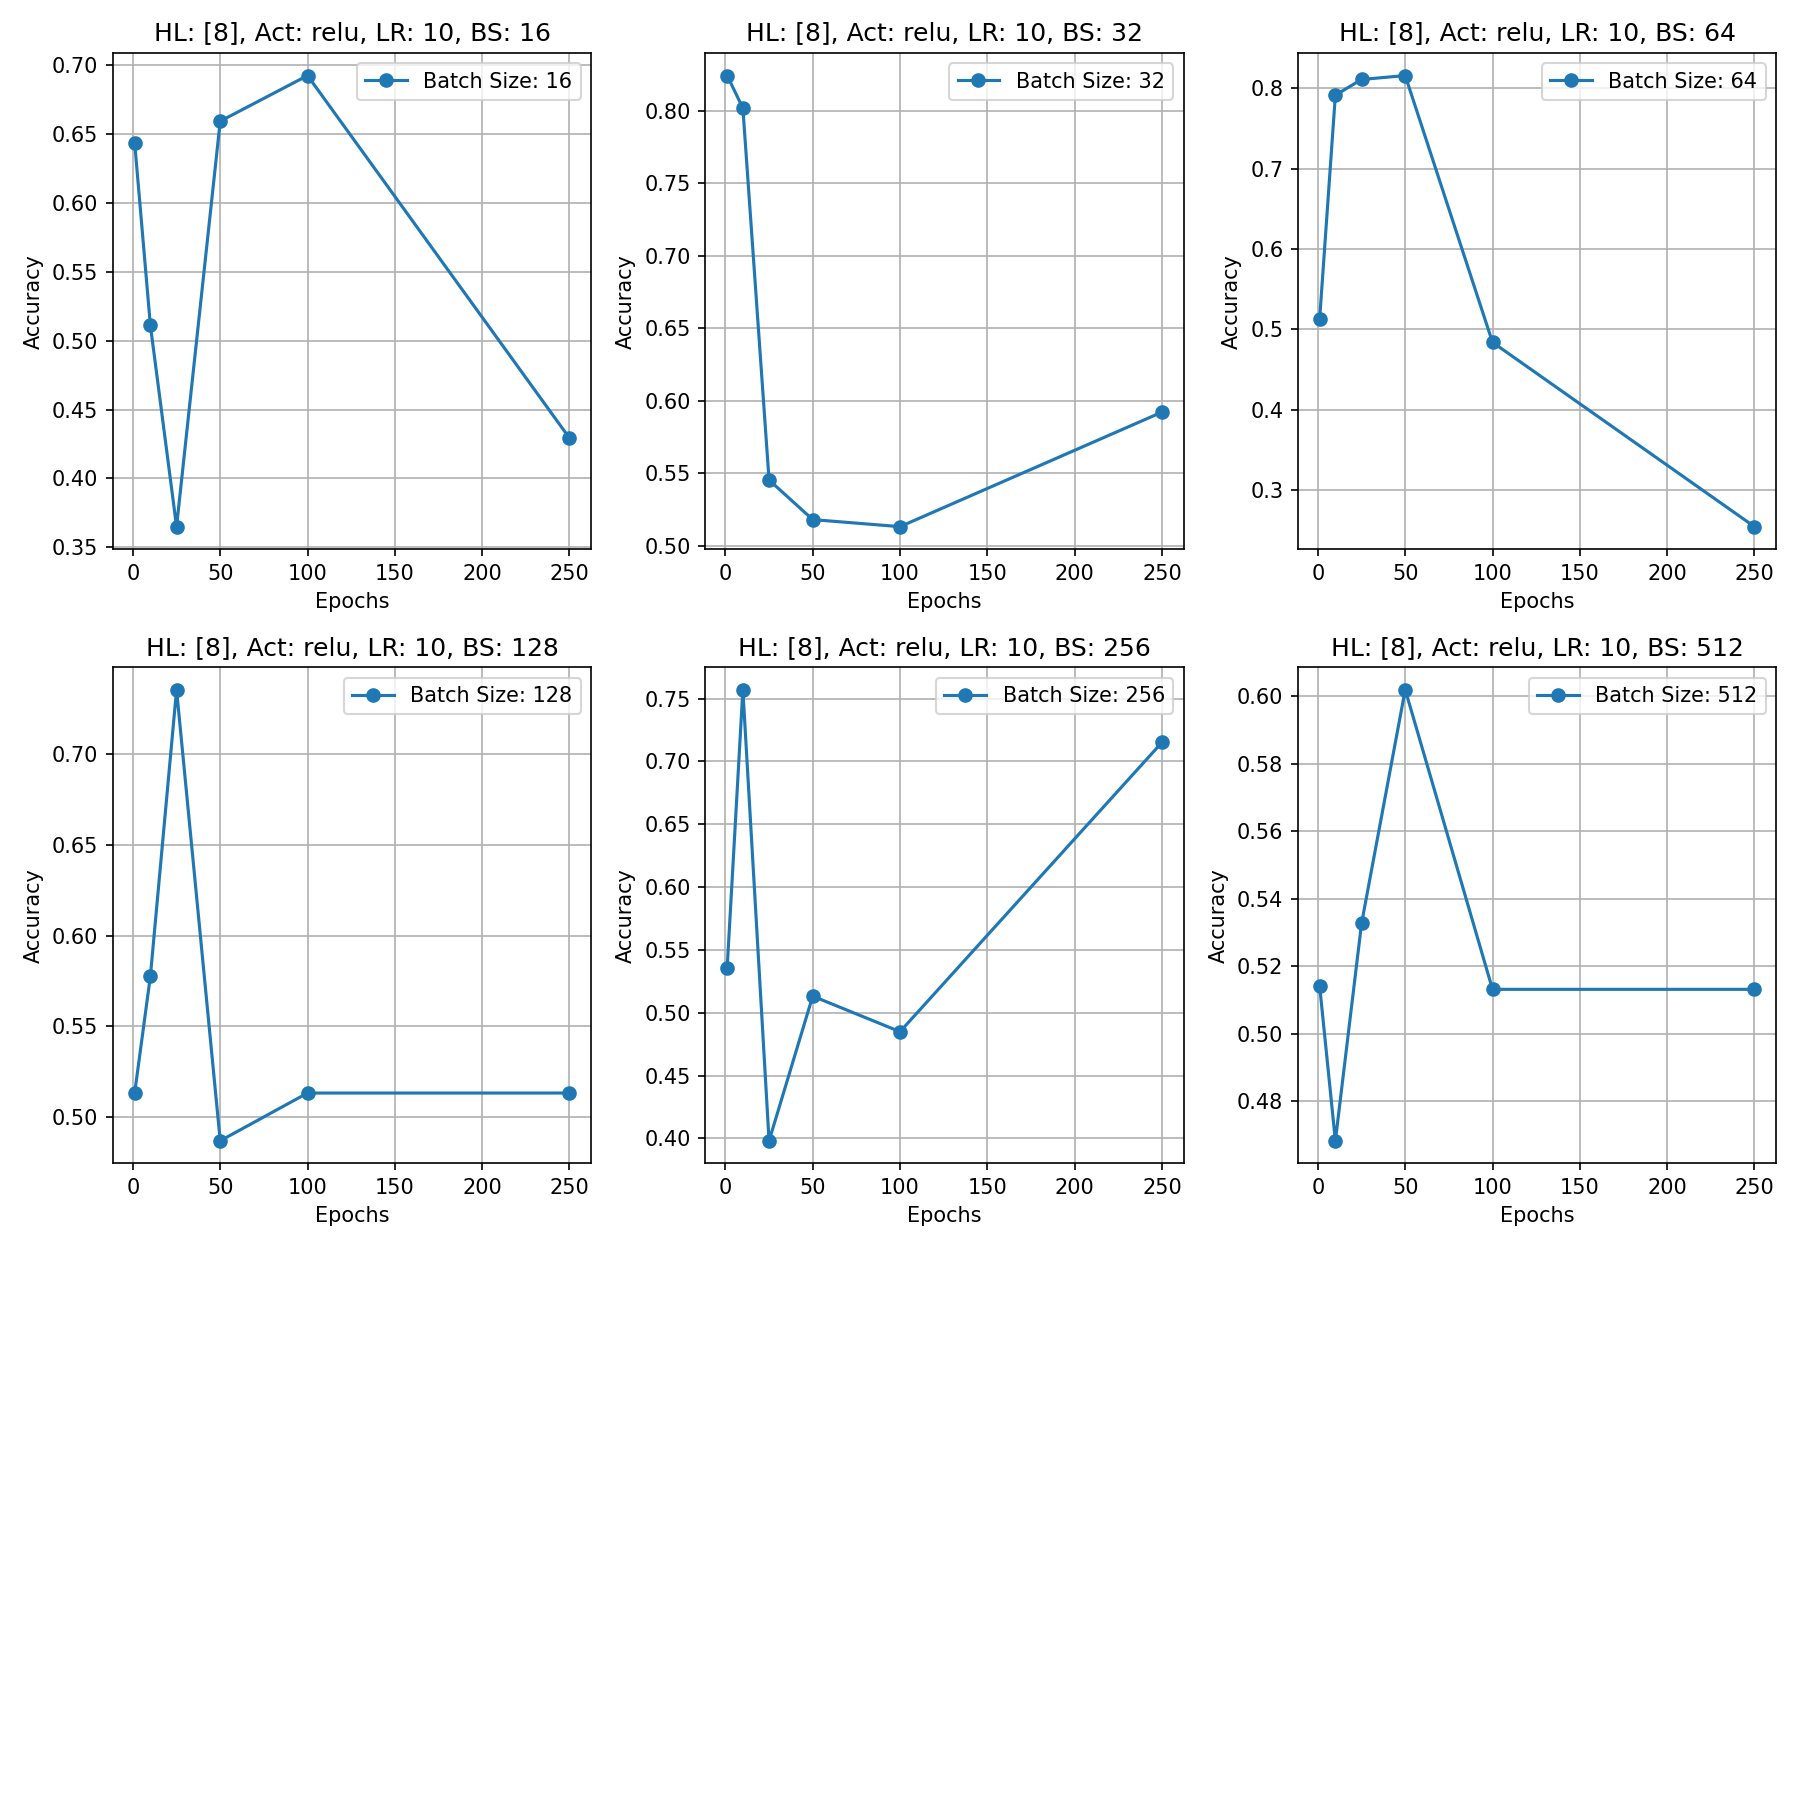 HL: [8], Act: relu, LR: 10, BS: 16
Batch Size: 16
Accuracy
0.70
0.65
0.60
0.55
0.50
0.45
0.40
0.35
0 50 100 150 200 250
Epochs
HL: [8], Act: relu, LR: 10, BS: 32
Batch Size: 32
Accuracy
0.80
0.75
0.70
0.65
0.60
0.55
0.50
0 50 100 150 200 250
Epochs
HL: [8], Act: relu, LR: 10, BS: 64
Batch Size: 64
Accuracy
0.8
0.7
0.6
0.5
0.4
0.3
0 50 100 150 200 250
Epochs
HL: [8], Act: relu, LR: 10, BS: 128
Batch Size: 128
Accuracy
0.70
0.65
0.60
0.55
0.50
0 50 100 150 200 250
Epochs
HL: [8], Act: relu, LR: 10, BS: 256
Batch Size: 256
Accuracy
0.75
0.70
0.65
0.60
0.55
0.50
0.45
0.40
0 50 100 150 200 250
Epochs
HL: [8], Act: relu, LR: 10, BS: 512
Batch Size: 512
Accuracy
0.60
0.58
0.56
0.54
0.52
0.50
0.48
0 50 100 150 200 250
Epochs